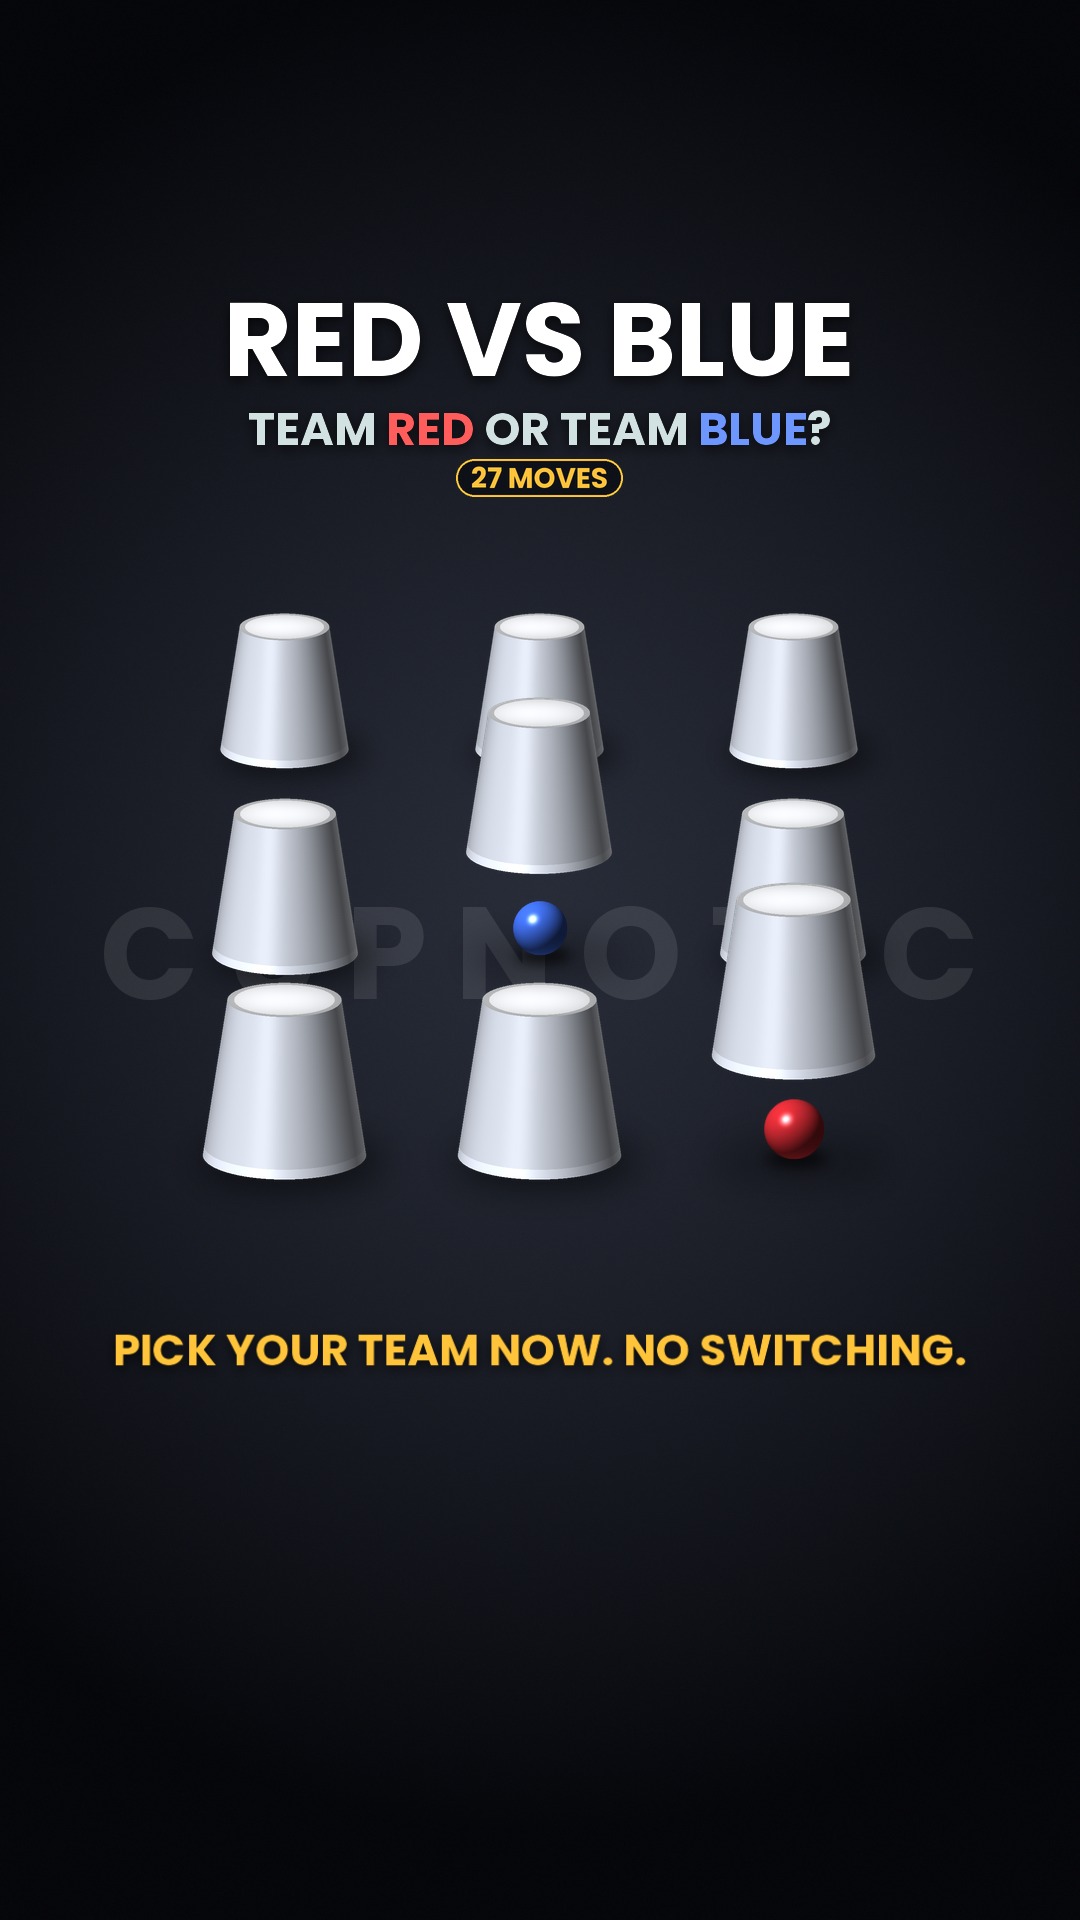 RED VS BLUE
TEAM RED OR TEAM BLUE?
27 MOVES
PICK YOUR TEAM NOW. NO SWITCHING.